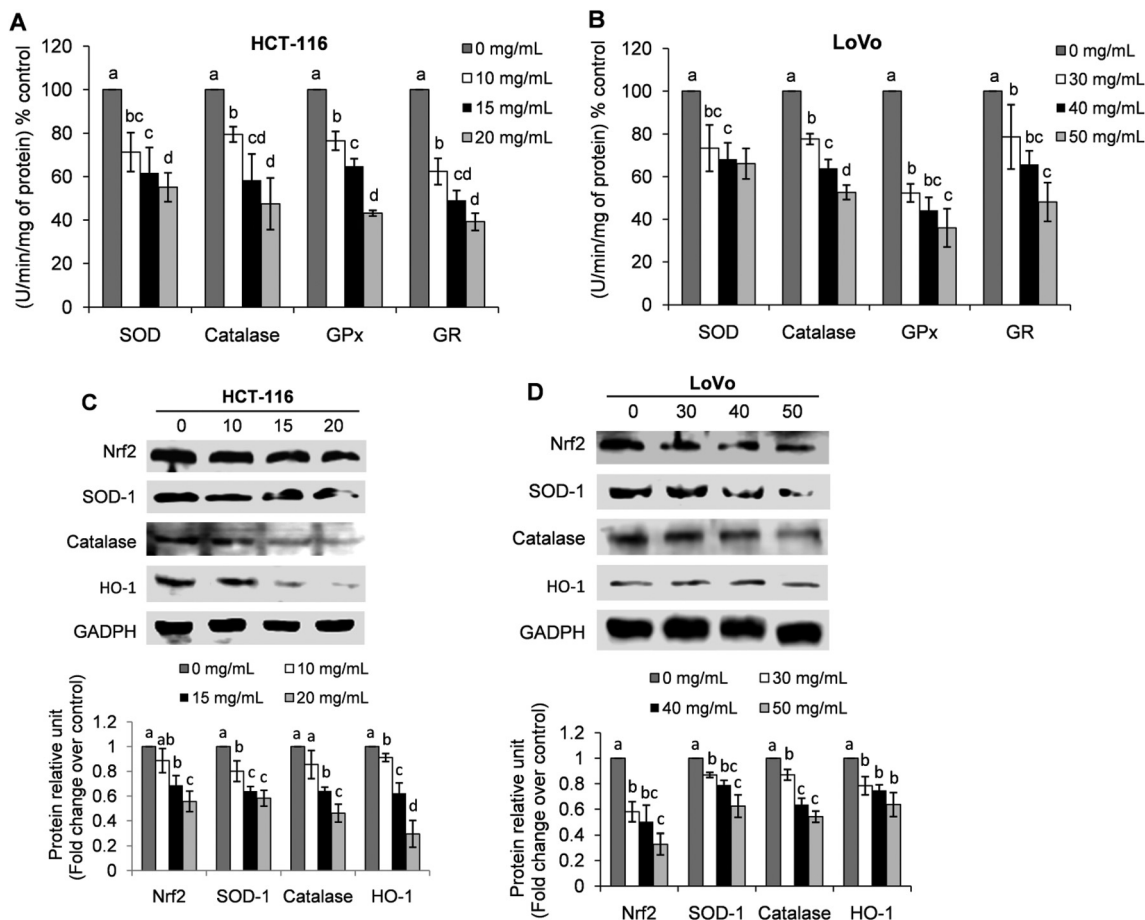 A
HCT-116
(U/min/mg of protein) % control
0 mg/mL
10 mg/mL
15 mg/mL
20 mg/mL
120
100
80
60
40
20
0
a bc c d
a b cd d
a b c d
a b cd d
SOD Catalase GPx GR
B
LoVo
(U/min/mg of protein) % control
0 mg/mL
30 mg/mL
40 mg/mL
50 mg/mL
120
100
80
60
40
20
0
a bc c
a b c d
a b bc c
a b bc c
SOD Catalase GPx GR
C
HCT-116
0 10 15 20
Nrf2
SOD-1
Catalase
HO-1
GADPH
0 mg/mL 10 mg/mL
15 mg/mL 20 mg/mL
Protein relative unit
(Fold change over control)
1.2
1
0.8
0.6
0.4
0.2
0
a ab b c
a b c c
a a b c
a b c d
Nrf2 SOD-1 Catalase HO-1
D
LoVo
0 30 40 50
Nrf2
SOD-1
Catalase
HO-1
GADPH
0 mg/mL 30 mg/mL
40 mg/mL 50 mg/mL
Protein relative unit
(Fold change over control)
1.2
1
0.8
0.6
0.4
0.2
0
a b bc c
a b bc c
a b c c
a b b b
Nrf2 SOD-1 Catalase HO-1